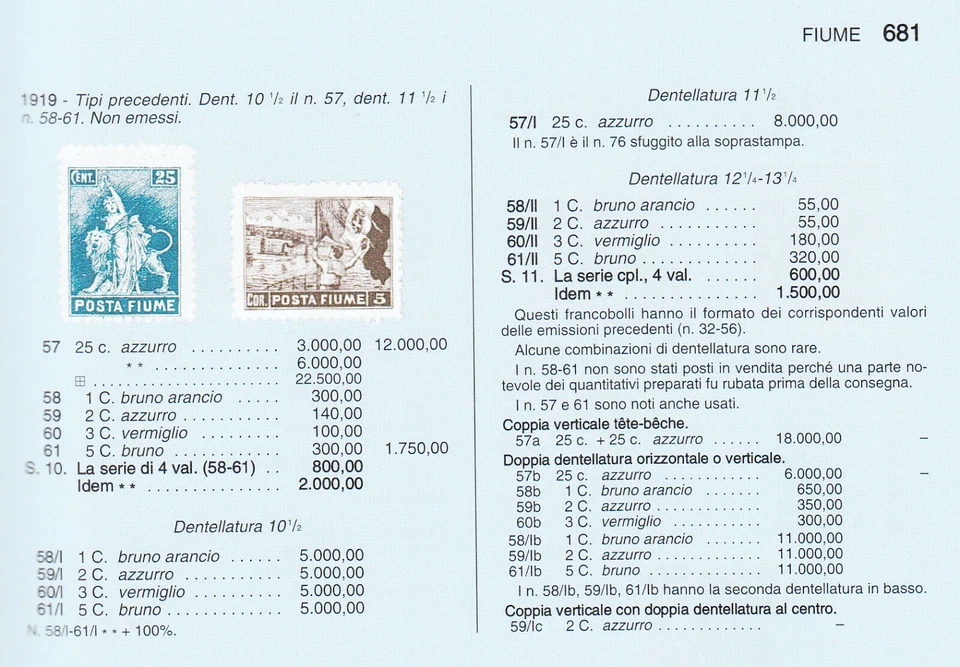 FIUME 681
1919 - Tipi precedenti. Dent. 10 1/2 il n. 57, dent. 11 1/2 i
n. 58-61. Non emessi.
CENT. 25
POSTA FIUME
COR. POSTA FIUME 5
57 25 c. azzurro .......... 3.000,00 12.000,00
** .............. 6.000,00
⊞ ..................... 22.500,00
58 1 C. bruno arancio ..... 300,00
59 2 C. azzurro ........... 140,00
60 3 C. vermiglio ......... 100,00
61 5 C. bruno ............ 300,00 1.750,00
S. 10. La serie di 4 val. (58-61) .. 800,00
Idem ** ............... 2.000,00
Dentellatura 10 1/2
58/I 1 C. bruno arancio ...... 5.000,00
59/I 2 C. azzurro ........... 5.000,00
60/I 3 C. vermiglio .......... 5.000,00
61/I 5 C. bruno ............. 5.000,00
N. 58/I-61/I ** + 100%.
Dentellatura 11 1/2
57/I 25 c. azzurro .......... 8.000,00
Il n. 57/I è il n. 76 sfuggito alla soprastampa.
Dentellatura 12 1/4-13 1/4
58/II 1 C. bruno arancio ...... 55,00
59/II 2 C. azzurro ........... 55,00
60/II 3 C. vermiglio .......... 180,00
61/II 5 C. bruno ............. 320,00
S. 11. La serie cpl., 4 val. ....... 600,00
Idem ** ............... 1.500,00
Questi francobolli hanno il formato dei corrispondenti valori
delle emissioni precedenti (n. 32-56).
Alcune combinazioni di dentellatura sono rare.
I n. 58-61 non sono stati posti in vendita perché una parte no-
tevole dei quantitativi preparati fu rubata prima della consegna.
I n. 57 e 61 sono noti anche usati.
Coppia verticale tête-bêche.
57a 25 c. + 25 c. azzurro ...... 18.000,00 –
Doppia dentellatura orizzontale o verticale.
57b 25 c. azzurro ............ 6.000,00 –
58b 1 C. bruno arancio ....... 650,00
59b 2 C. azzurro ............. 350,00
60b 3 C. vermiglio ........... 300,00
58/Ib 1 C. bruno arancio ....... 11.000,00
59/Ib 2 C. azzurro ............. 11.000,00
61/Ib 5 C. bruno .............. 11.000,00
I n. 58/Ib, 59/Ib, 61/Ib hanno la seconda dentellatura in basso.
Coppia verticale con doppia dentellatura al centro.
59/Ic 2 C. azzurro ............. –